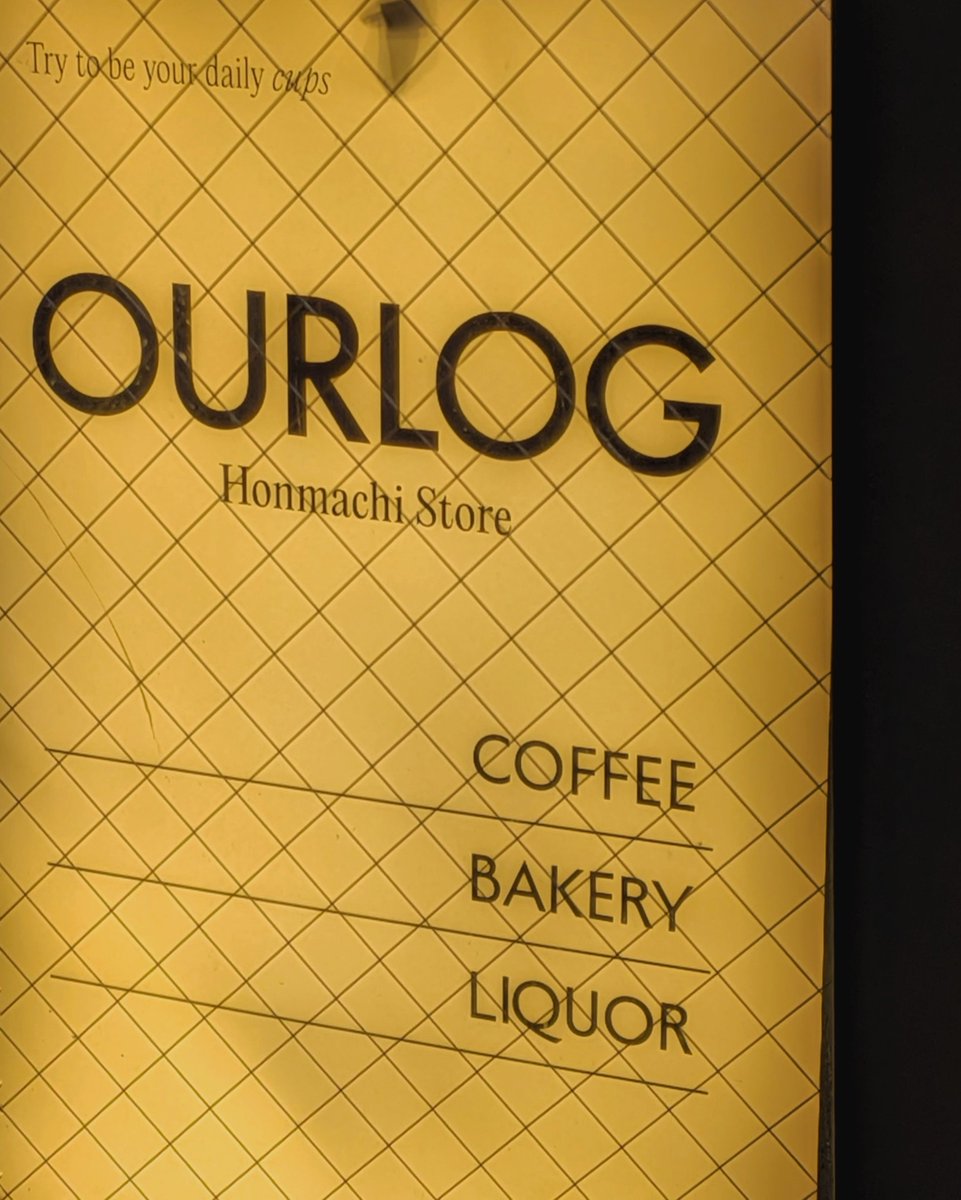 Try to be your daily cups
OURLOG
Honmachi Store
COFFEE
BAKERY
LIQUOR